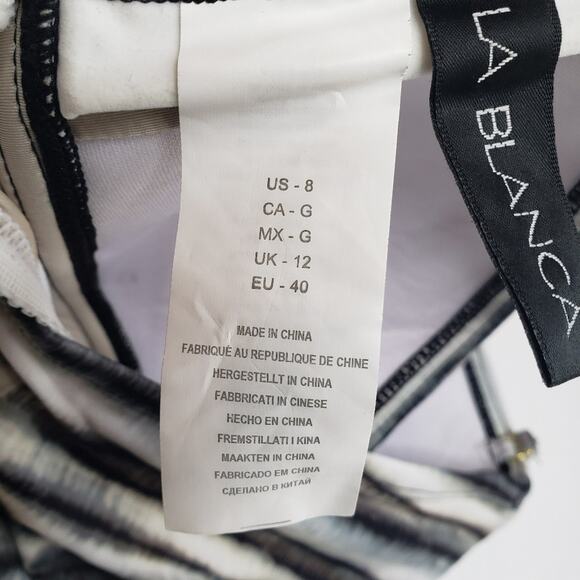 US - 8
CA - G
MX - G
UK - 12
EU - 40
MADE IN CHINA
FABRIQUÉ AU REPUBLIQUE DE CHINE
HERGESTELLT IN CHINA
FABBRICATI IN CINESE
HECHO EN CHINA
FREMSTILLATI I KINA
MAAKTEN IN CHINA
FABRICADO EM CHINA
СДЕЛАНО В КИТАЙ
LA BLANCA